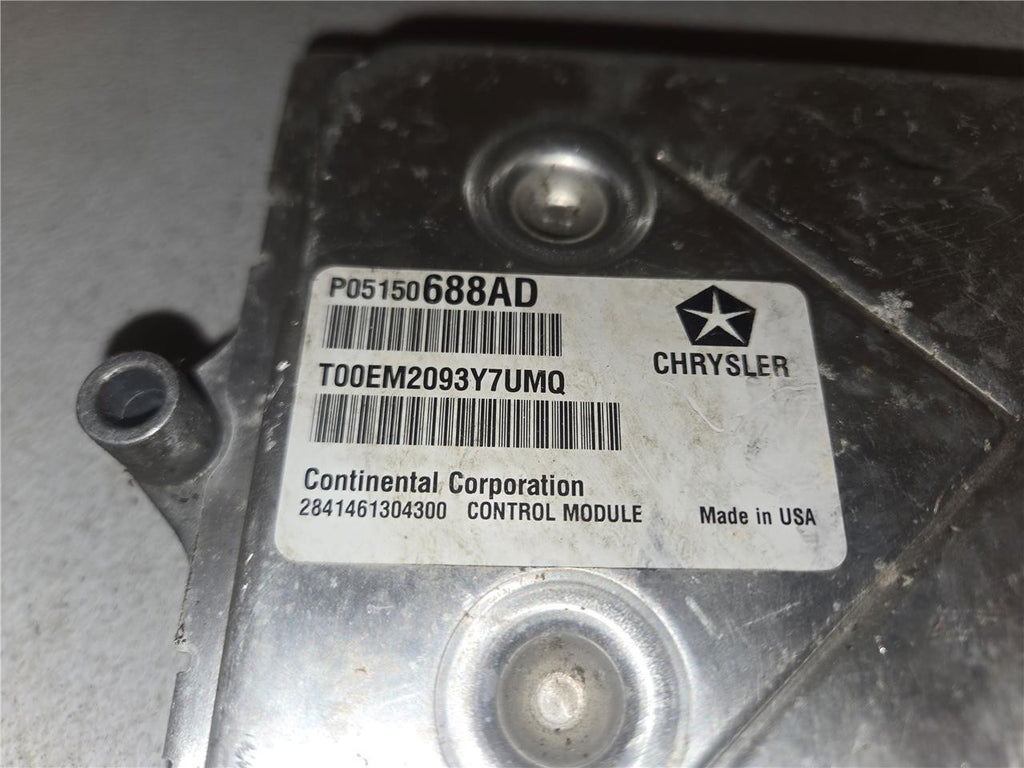 P05150688AD
CHRYSLER
T00EM2093Y7UMQ
Continental Corporation
2841461304300 CONTROL MODULE Made in USA